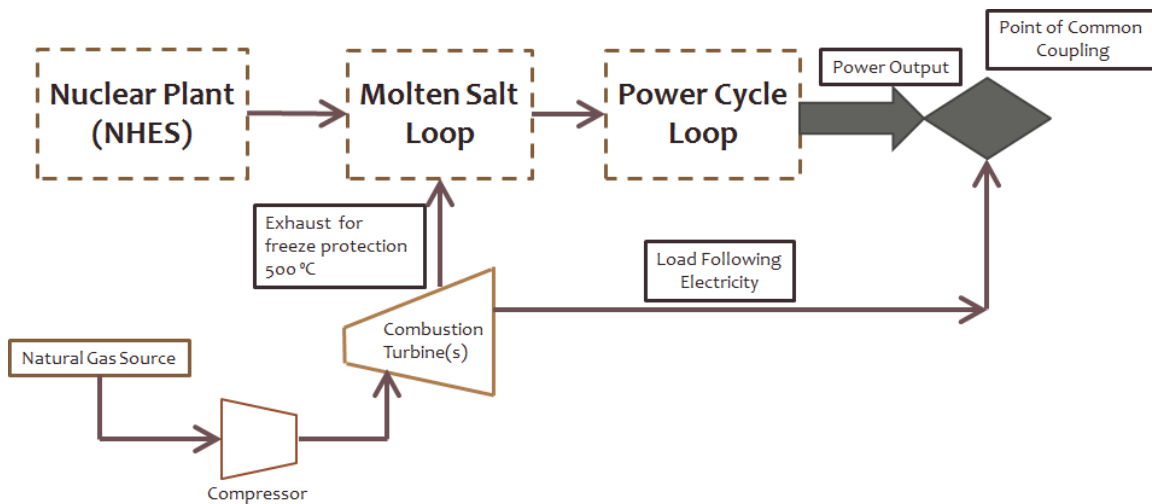 Point of Common
Coupling
Power Output
Nuclear Plant
(NHES)
Molten Salt
Loop
Power Cycle
Loop
Exhaust for
freeze protection
500 ⁰C
Load Following
Electricity
Combustion
Turbine(s)
Natural Gas Source
Compressor